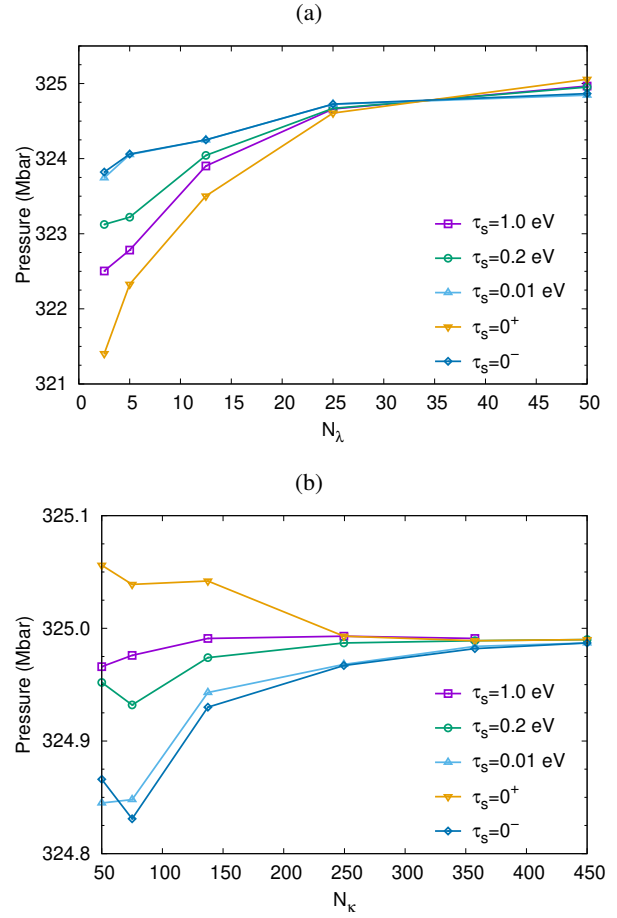 (a)
325
324
323
322
321
Pressure (Mbar)
τs=1.0 eV
τs=0.2 eV
τs=0.01 eV
τs=0⁺
τs=0⁻
0 5 10 15 20 25 30 35 40 45 50
Nλ
(b)
325.1
325.0
324.9
324.8
Pressure (Mbar)
τs=1.0 eV
τs=0.2 eV
τs=0.01 eV
τs=0⁺
τs=0⁻
50 100 150 200 250 300 350 400 450
Nκ